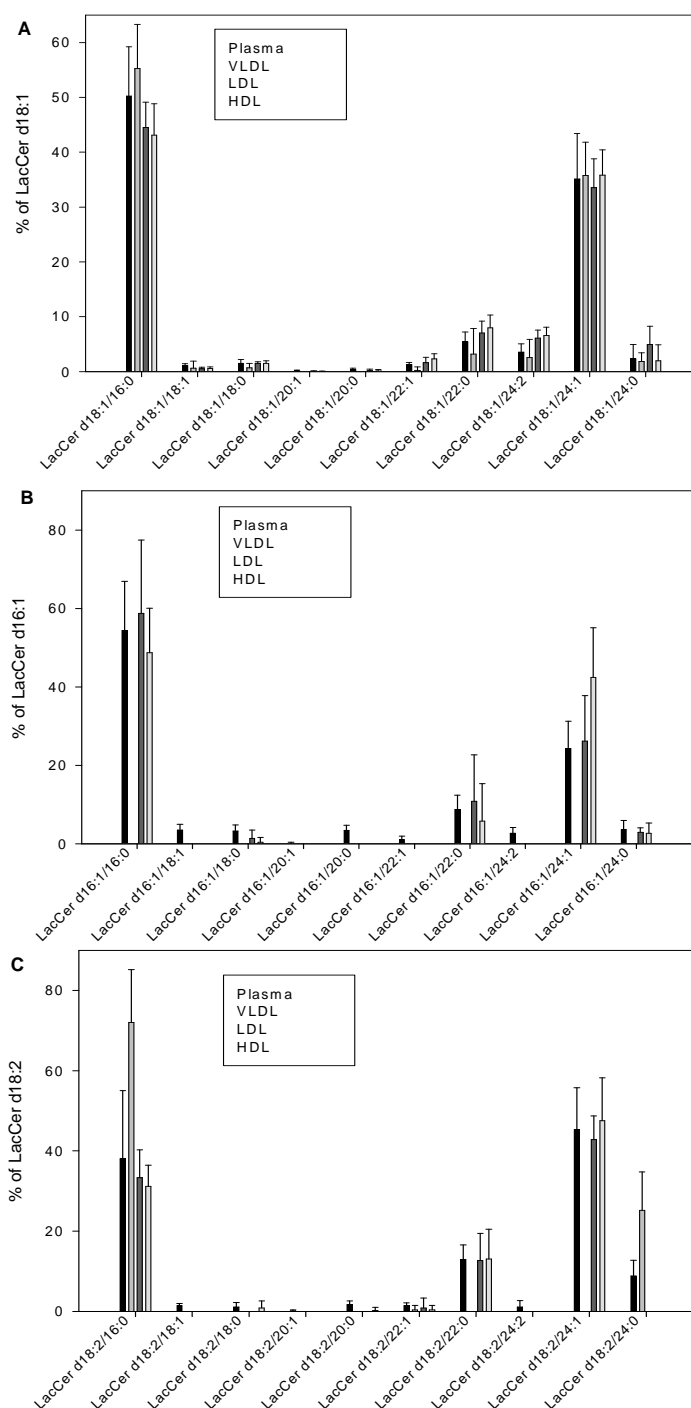 A
% of LacCer d18:1
60
50
40
30
20
10
0
Plasma
VLDL
LDL
HDL
LacCer d18:1/16:0
LacCer d18:1/18:1
LacCer d18:1/18:0
LacCer d18:1/20:1
LacCer d18:1/20:0
LacCer d18:1/22:1
LacCer d18:1/22:0
LacCer d18:1/24:2
LacCer d18:1/24:1
LacCer d18:1/24:0
B
% of LacCer d16:1
80
60
40
20
0
Plasma
VLDL
LDL
HDL
LacCer d16:1/16:0
LacCer d16:1/18:1
LacCer d16:1/18:0
LacCer d16:1/20:1
LacCer d16:1/20:0
LacCer d16:1/22:1
LacCer d16:1/22:0
LacCer d16:1/24:2
LacCer d16:1/24:1
LacCer d16:1/24:0
C
% of LacCer d18:2
80
60
40
20
0
Plasma
VLDL
LDL
HDL
LacCer d18:2/16:0
LacCer d18:2/18:1
LacCer d18:2/18:0
LacCer d18:2/20:1
LacCer d18:2/20:0
LacCer d18:2/22:1
LacCer d18:2/22:0
LacCer d18:2/24:2
LacCer d18:2/24:1
LacCer d18:2/24:0